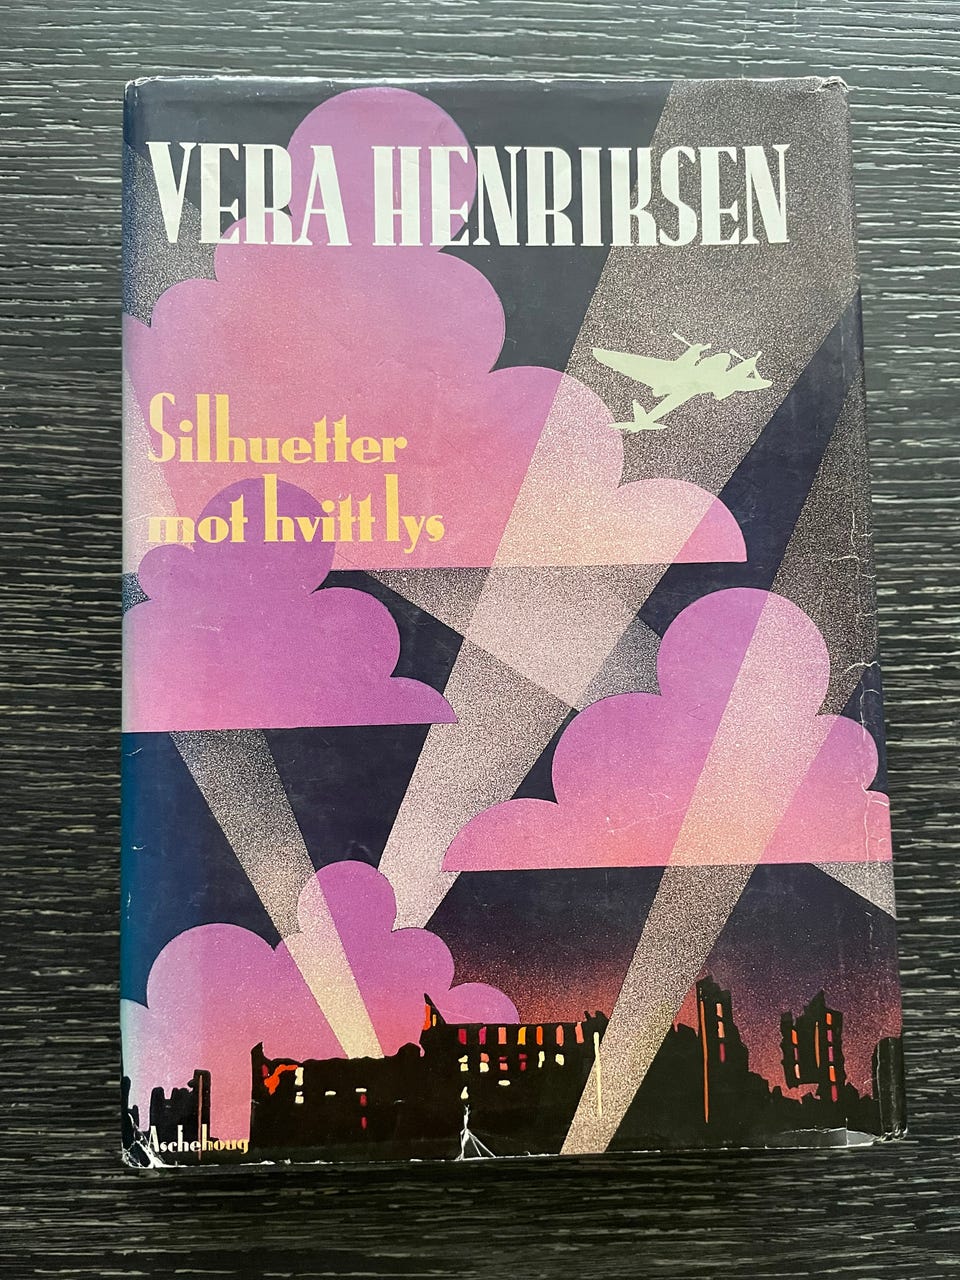 VERA HENRIKSEN
Silhuetter
mot hvitt lys
Aschehoug